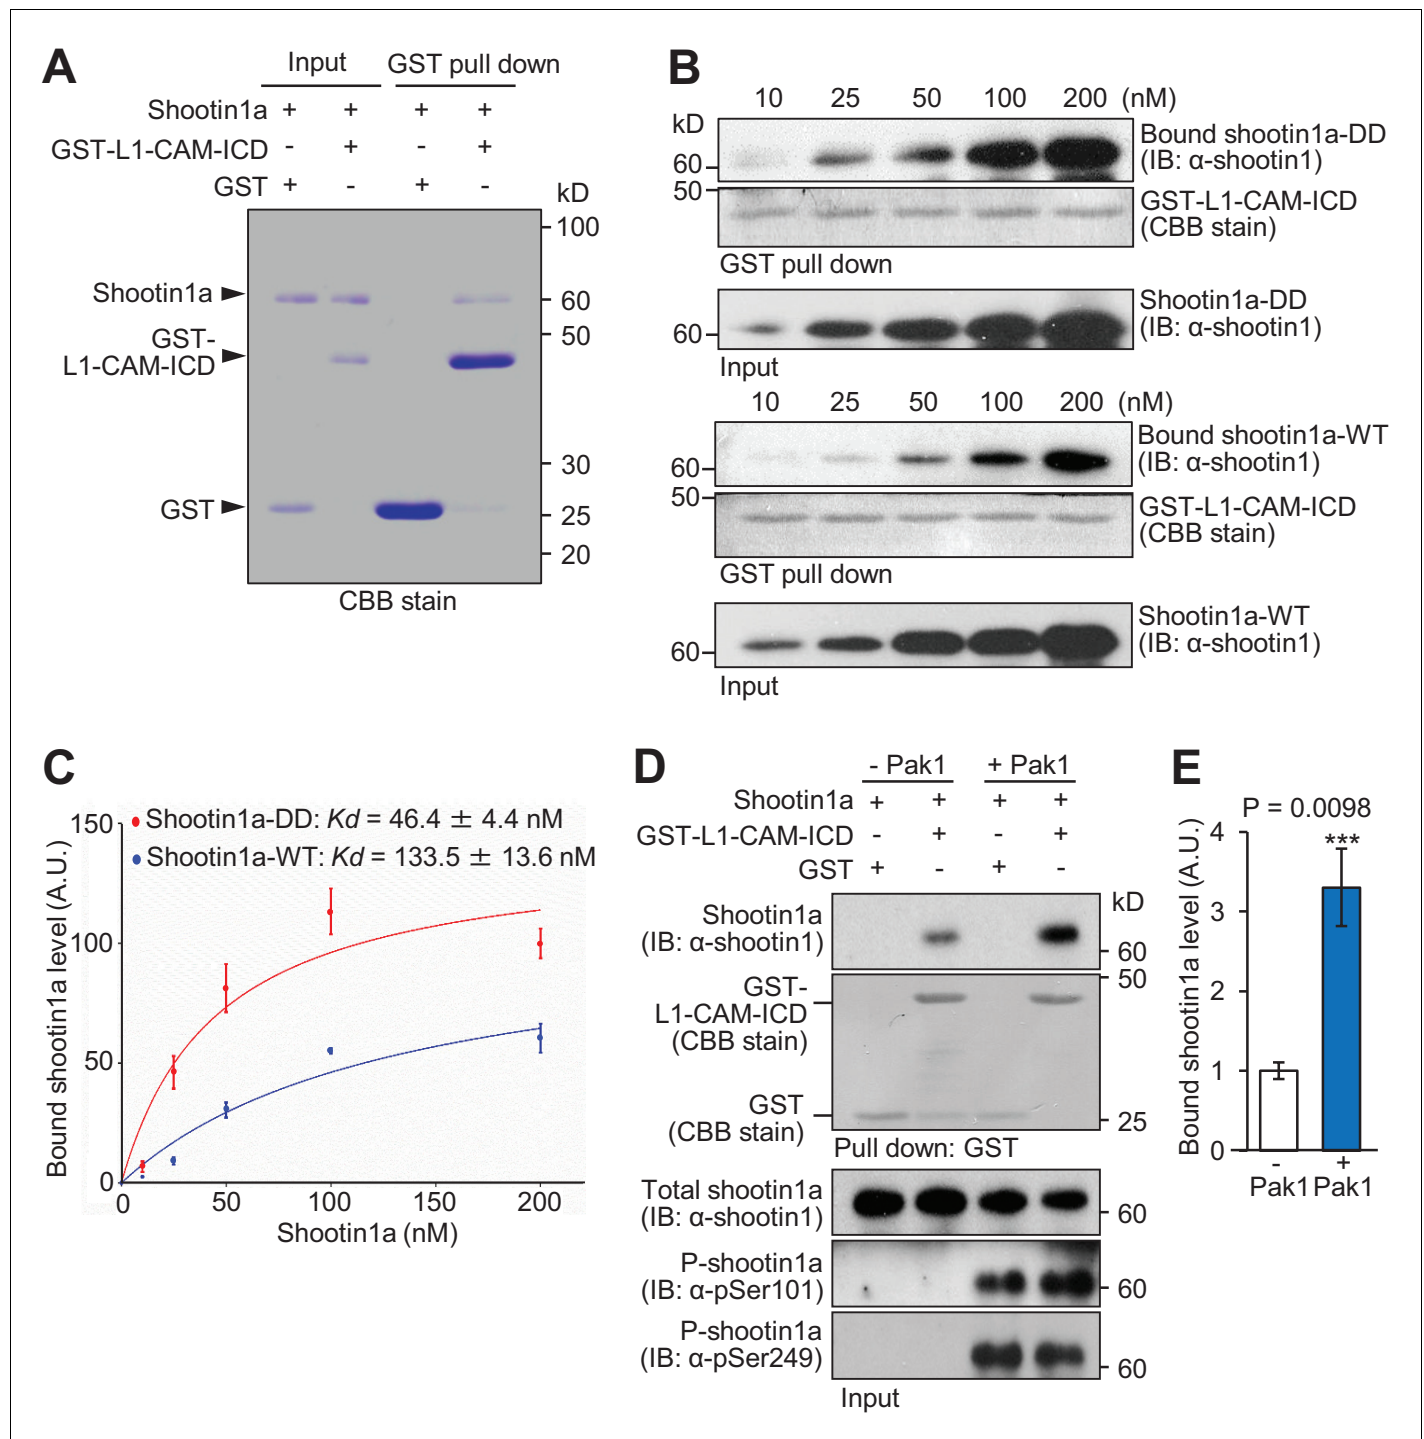 A
Input
GST pull down
Shootin1a + + + +
GST-L1-CAM-ICD - + - +
GST + - + -
kD
100
Shootin1a
60
50
GST-
L1-CAM-ICD
30
GST
25
20
CBB stain
B
10 25 50 100 200 (nM)
kD
60
Bound shootin1a-DD
(IB: α-shootin1)
50
GST-L1-CAM-ICD
(CBB stain)
GST pull down
60
Shootin1a-DD
(IB: α-shootin1)
Input
10 25 50 100 200 (nM)
60
Bound shootin1a-WT
(IB: α-shootin1)
50
GST-L1-CAM-ICD
(CBB stain)
GST pull down
60
Shootin1a-WT
(IB: α-shootin1)
Input
C
Shootin1a-DD: Kd = 46.4 ± 4.4 nM
Shootin1a-WT: Kd = 133.5 ± 13.6 nM
Bound shootin1a level (A.U.)
150
100
50
0
0 50 100 150 200
Shootin1a (nM)
D
- Pak1 + Pak1
Shootin1a + + + +
GST-L1-CAM-ICD - + - +
GST + - + -
kD
Shootin1a
(IB: α-shootin1)
60
50
GST-
L1-CAM-ICD
(CBB stain)
GST
(CBB stain)
25
Pull down: GST
Total shootin1a
(IB: α-shootin1)
60
P-shootin1a
(IB: α-pSer101)
60
P-shootin1a
(IB: α-pSer249)
60
Input
E
P = 0.0098
***
Bound shootin1a level (A.U.)
4
3
2
1
0
- +
Pak1 Pak1